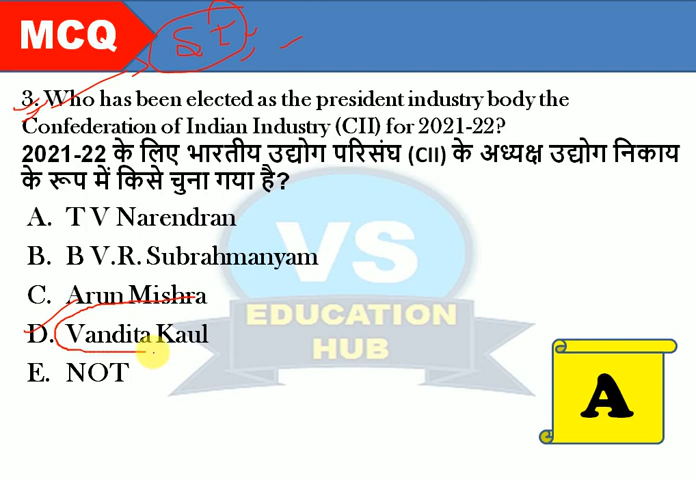 MCQ
3. Who has been elected as the president industry body the
Confederation of Indian Industry (CII) for 2021-22?
2021-22 के लिए भारतीय उद्योग परिसंघ (CII) के अध्यक्ष उद्योग निकाय
के रूप में किसे चुना गया है?
A. T V Narendran
B. B V.R. Subrahmanyam
C. Arun Mishra
D. Vandita Kaul
E. NOT
VS
EDUCATION
HUB
A